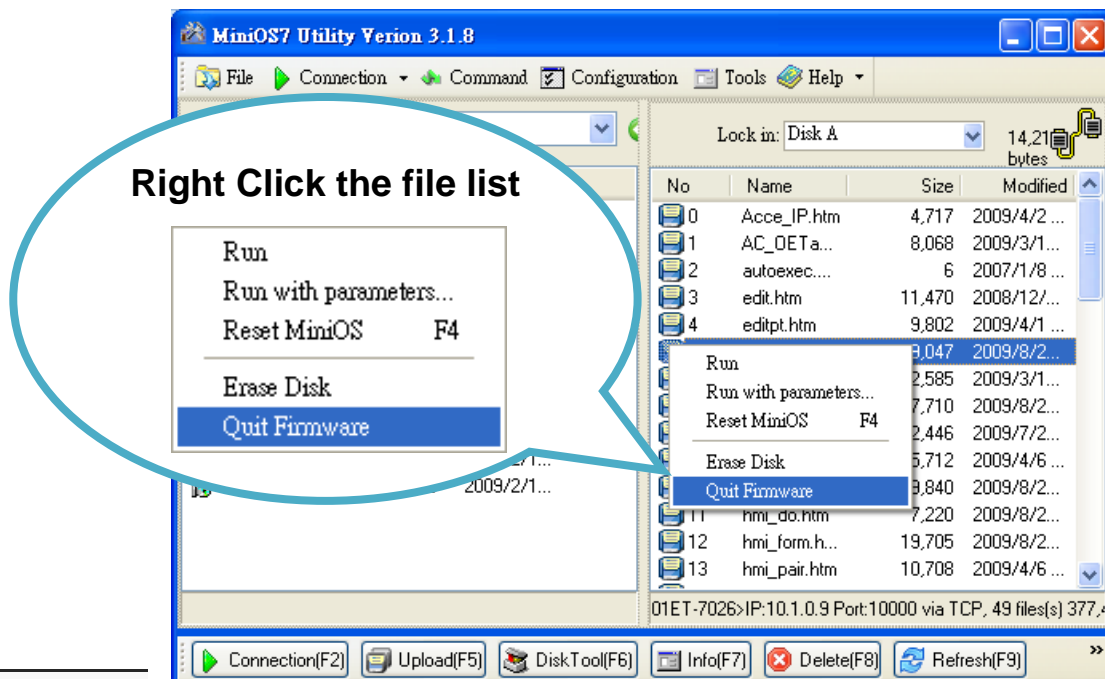 MiniOS7 Utility Verion 3.1.8
File Connection Command Configuration Tools Help
Lock in: Disk A 14,21
bytes
Right Click the file list
Run
Run with parameters...
Reset MiniOS F4
Erase Disk
Quit Firmware
2009/2/1...
No Name Size Modified
0 Acce_IP.htm 4,717 2009/4/2 ...
1 AC_OETa... 8,068 2009/3/1...
2 autoexec.... 6 2007/1/8 ...
3 edit.htm 11,470 2008/12/...
4 editpt.htm 9,802 2009/4/1 ...
9,047 2009/8/2...
2,585 2009/3/1...
7,710 2009/8/2...
2,446 2009/7/2...
5,712 2009/4/6 ...
9,840 2009/8/2...
11 hmi_do.htm 7,220 2009/8/2...
12 hmi_form.h... 19,705 2009/8/2...
13 hmi_pair.htm 10,708 2009/4/6 ...
Run
Run with parameters...
Reset MiniOS F4
Erase Disk
Quit Firmware
01ET-7026>IP:10.1.0.9 Port:10000 via TCP, 49 files(s) 377,4
Connection(F2) Upload(F5) DiskTool(F6) Info(F7) Delete(F8) Refresh(F9) »